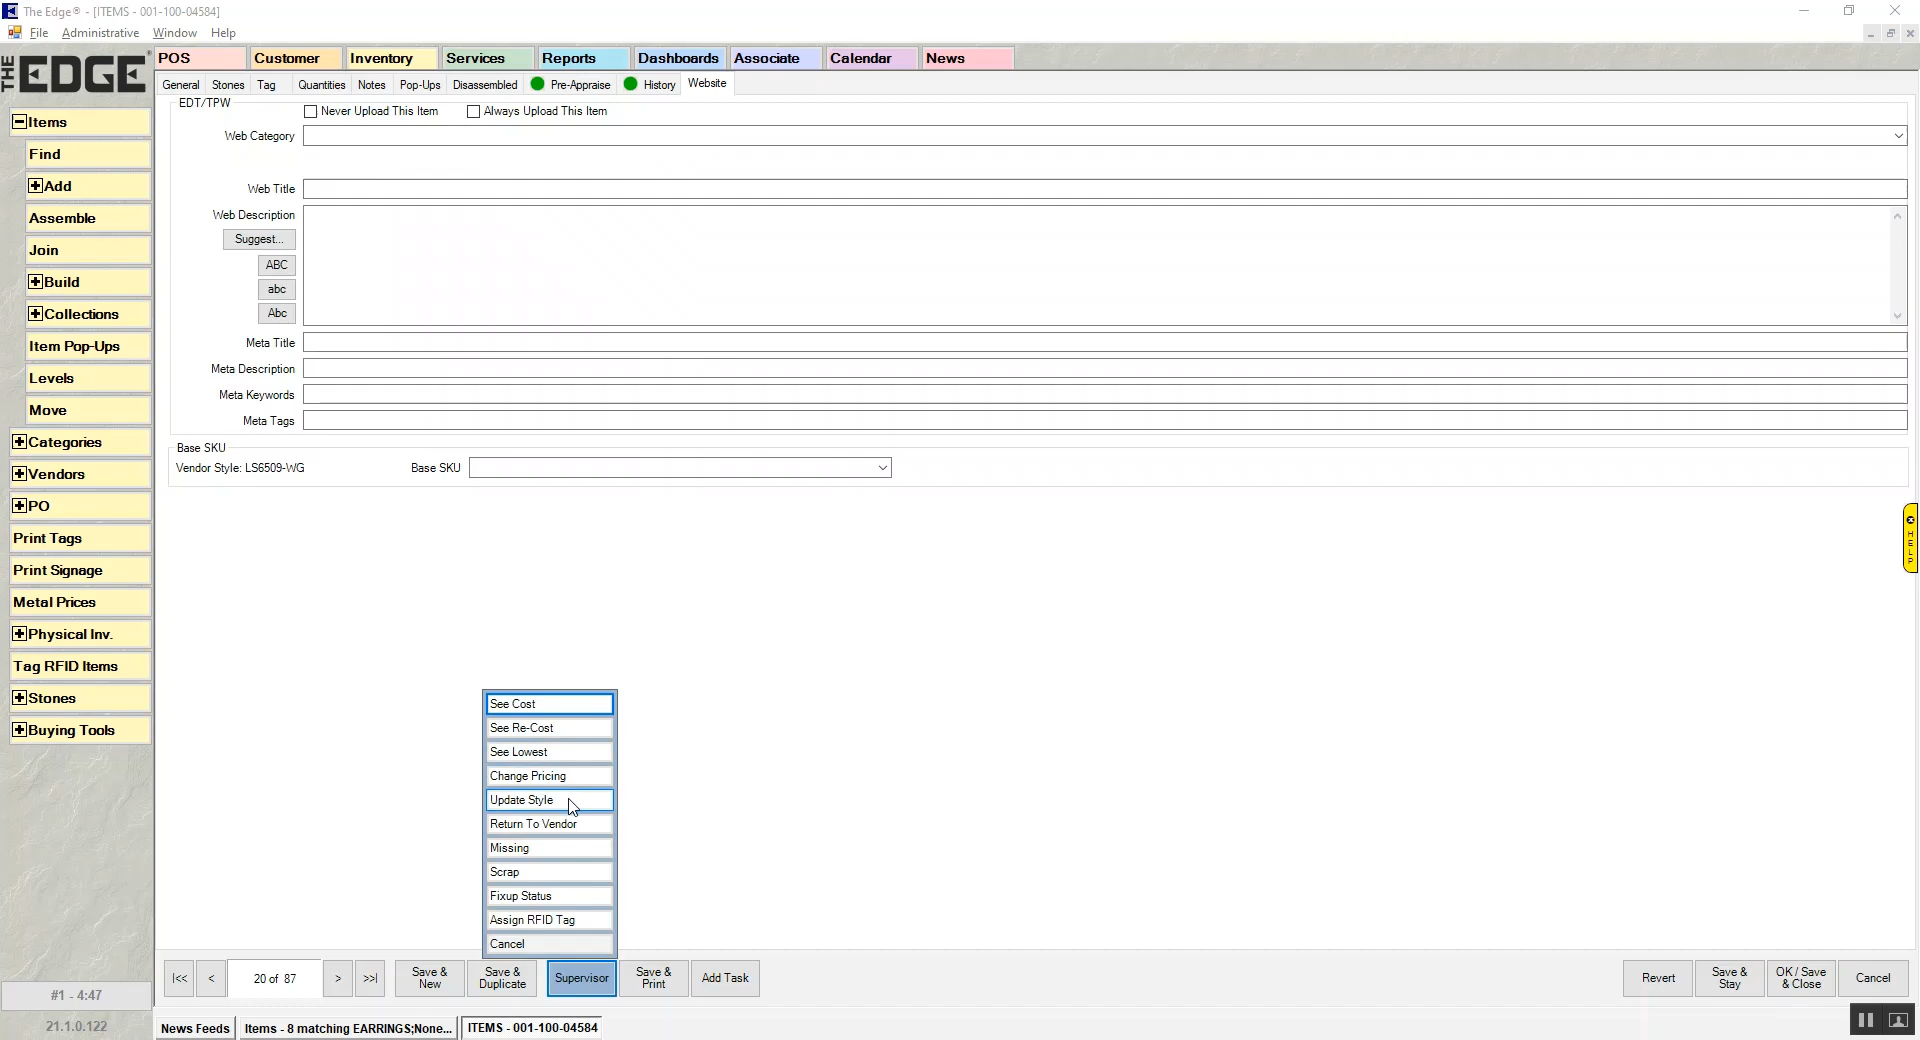 The Edge® - [ITEMS - 001-100-04584]
File Administrative Window Help
THE EDGE®
POS Customer Inventory Services Reports Dashboards Associate Calendar News
General Stones Tag Quantities Notes Pop-Ups Disassembled Pre-Appraise History Website
EDT/TPW
Never Upload This Item Always Upload This Item
Web Category
Web Title
Web Description
Suggest...
ABC
abc
Abc
Meta Title
Meta Description
Meta Keywords
Meta Tags
Base SKU
Vendor Style: LS6509-WG Base SKU
Items
Find
Add
Assemble
Join
Build
Collections
Item Pop-Ups
Levels
Move
Categories
Vendors
PO
Print Tags
Print Signage
Metal Prices
Physical Inv.
Tag RFID Items
Stones
Buying Tools
HELP
See Cost
See Re-Cost
See Lowest
Change Pricing
Update Style
Return To Vendor
Missing
Scrap
Fixup Status
Assign RFID Tag
Cancel
|<< < 20 of 87 > >>|
Save & New
Save & Duplicate
Supervisor
Save & Print
Add Task
Revert
Save & Stay
OK / Save & Close
Cancel
#1 - 4:47
21.1.0.122
News Feeds Items - 8 matching EARRINGS;None... ITEMS - 001-100-04584